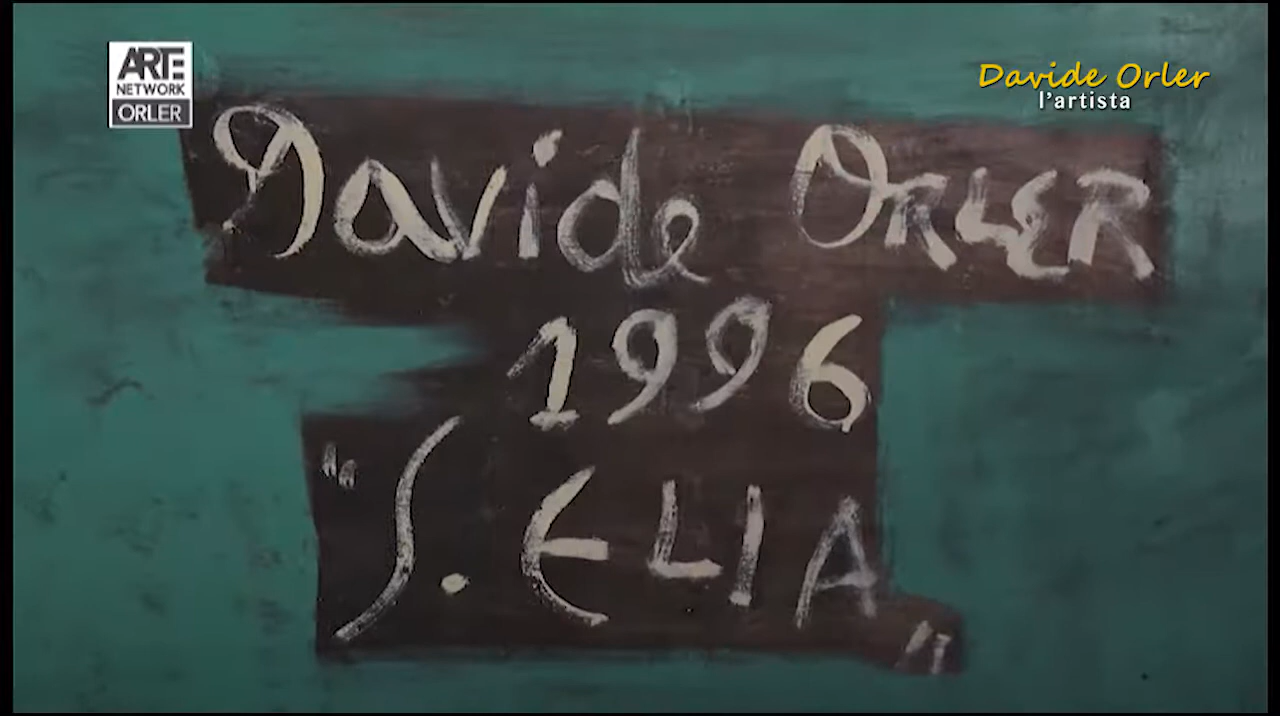 ARTE
NETWORK
ORLER
Davide Orler
l'artista
Davide ORLER
1996
"S. ELIA"